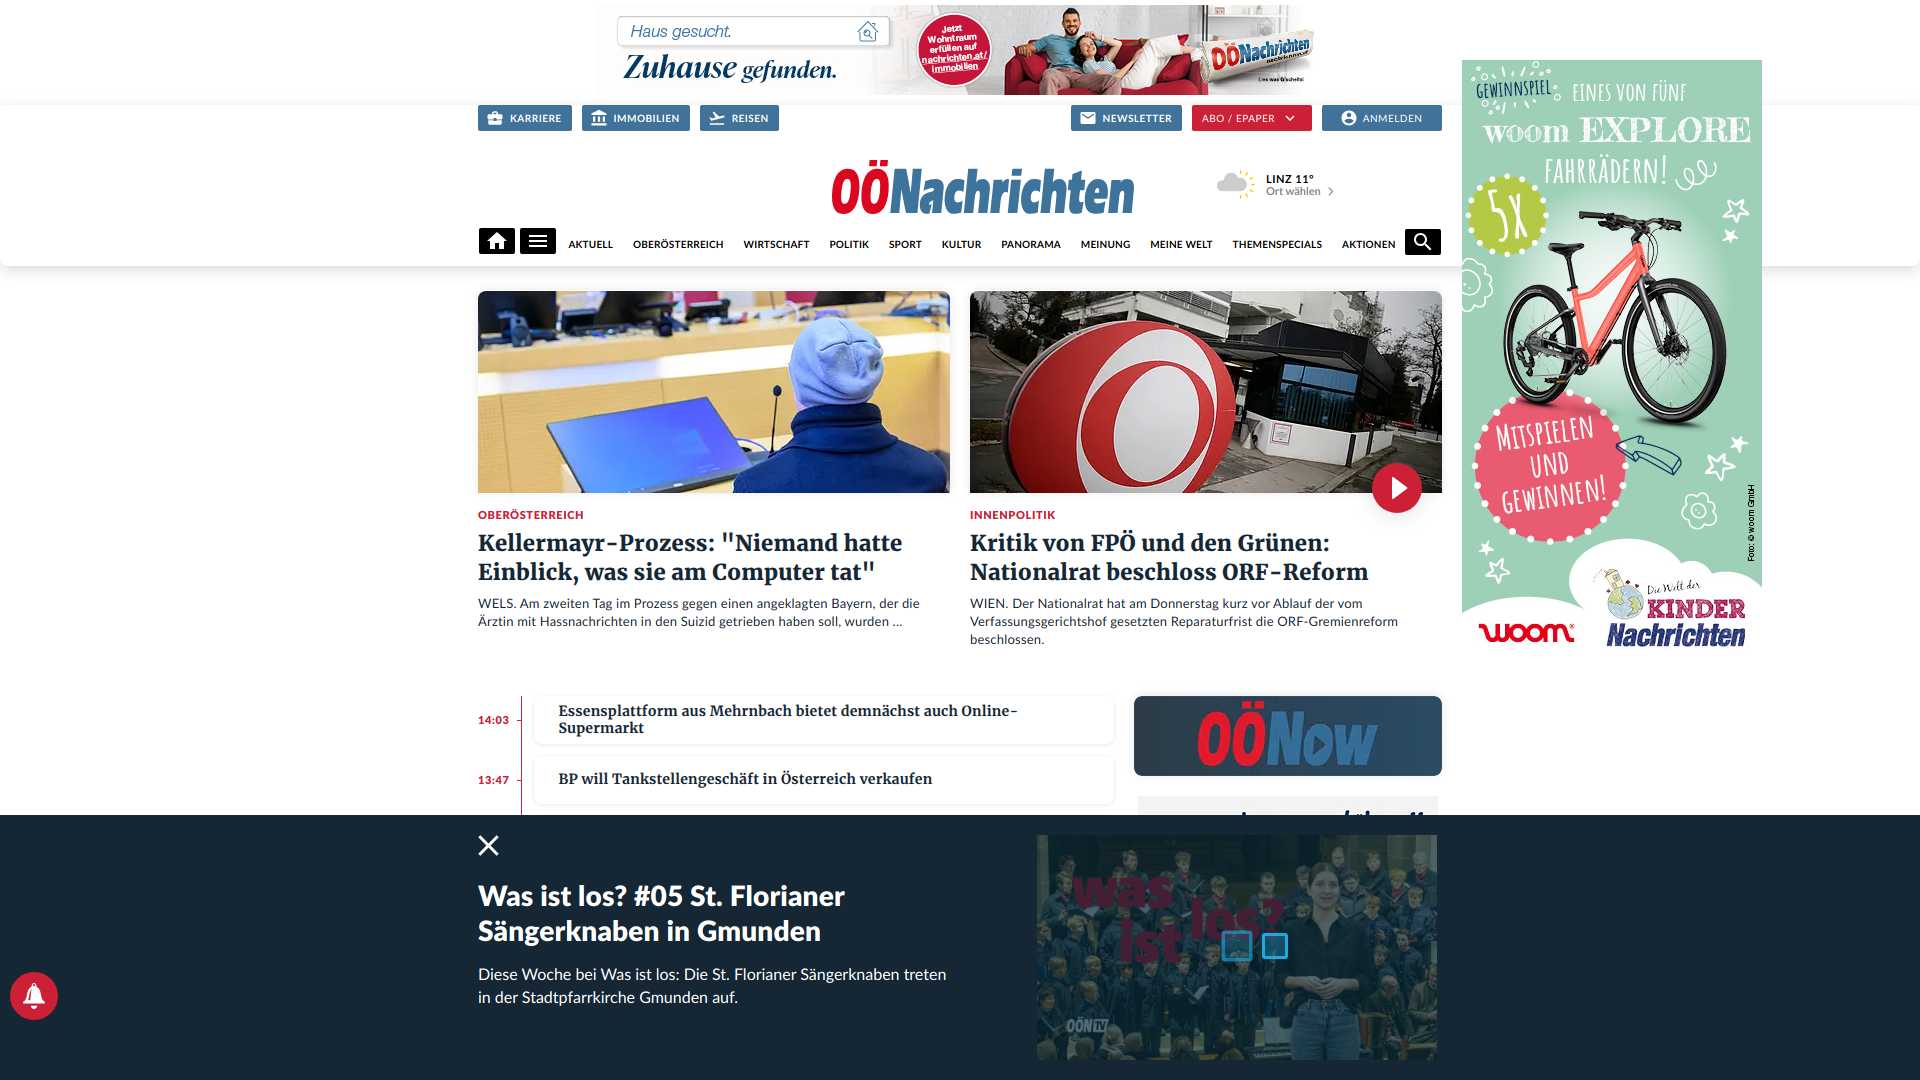 Haus gesucht.
Zuhause gefunden.
Jetzt
Wohntraum
erfüllen auf
nachrichten.at/
immobilien
OÖNachrichten
Lies was G'scheits!
KARRIERE
IMMOBILIEN
REISEN
NEWSLETTER
ABO / EPAPER
ANMELDEN
OÖNachrichten
LINZ 11°
Ort wählen
AKTUELL
OBERÖSTERREICH
WIRTSCHAFT
POLITIK
SPORT
KULTUR
PANORAMA
MEINUNG
MEINE WELT
THEMENSPECIALS
AKTIONEN
GEWINNSPIEL
EINES VON FÜNF
woom EXPLORE
FAHRRÄDERN!
5X
MITSPIELEN
UND
GEWINNEN!
Foto: © woom GmbH
woom
Die Welt der
KINDER
Nachrichten
OBERÖSTERREICH
Kellermayr-Prozess: "Niemand hatte
Einblick, was sie am Computer tat"
WELS. Am zweiten Tag im Prozess gegen einen angeklagten Bayern, der die
Ärztin mit Hassnachrichten in den Suizid getrieben haben soll, wurden ...
INNENPOLITIK
Kritik von FPÖ und den Grünen:
Nationalrat beschloss ORF-Reform
WIEN. Der Nationalrat hat am Donnerstag kurz vor Ablauf der vom
Verfassungsgerichtshof gesetzten Reparaturfrist die ORF-Gremienreform
beschlossen.
14:03
Essensplattform aus Mehrnbach bietet demnächst auch Online-
Supermarkt
13:47
BP will Tankstellengeschäft in Österreich verkaufen
OÖNow
Was ist los? #05 St. Florianer
Sängerknaben in Gmunden
Diese Woche bei Was ist los: Die St. Florianer Sängerknaben treten
in der Stadtpfarrkirche Gmunden auf.
was
ist
los?
OÖN TV